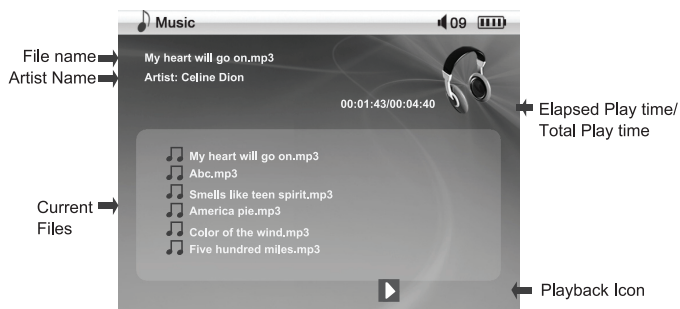 Music
09
File name
My heart will go on.mp3
Artist Name
Artist: Celine Dion
00:01:43/00:04:40
Elapsed Play time/
Total Play time
My heart will go on.mp3
Abc.mp3
Smells like teen spirit.mp3
America pie.mp3
Color of the wind.mp3
Five hundred miles.mp3
Current
Files
Playback Icon